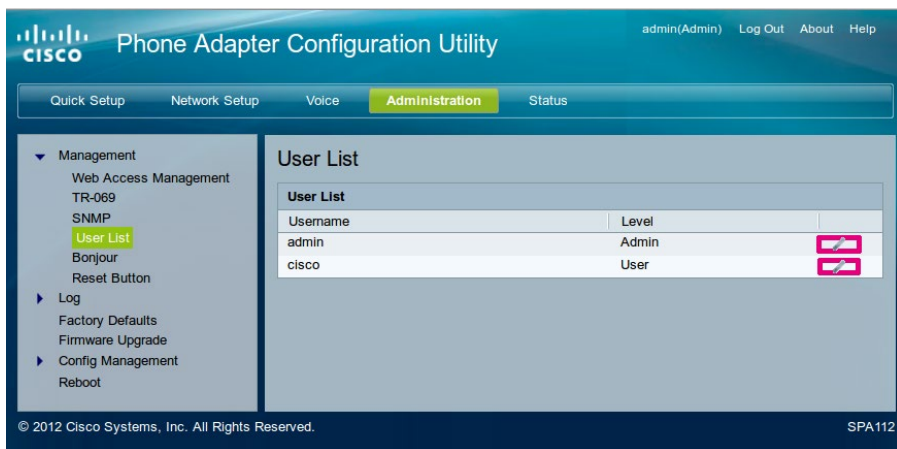 CISCO Phone Adapter Configuration Utility admin(Admin) Log Out About Help
Quick Setup Network Setup Voice Administration Status
Management
Web Access Management
TR-069
SNMP
User List
Bonjour
Reset Button
Log
Factory Defaults
Firmware Upgrade
Config Management
Reboot
User List
User List
Username Level
admin Admin
cisco User
© 2012 Cisco Systems, Inc. All Rights Reserved. SPA112